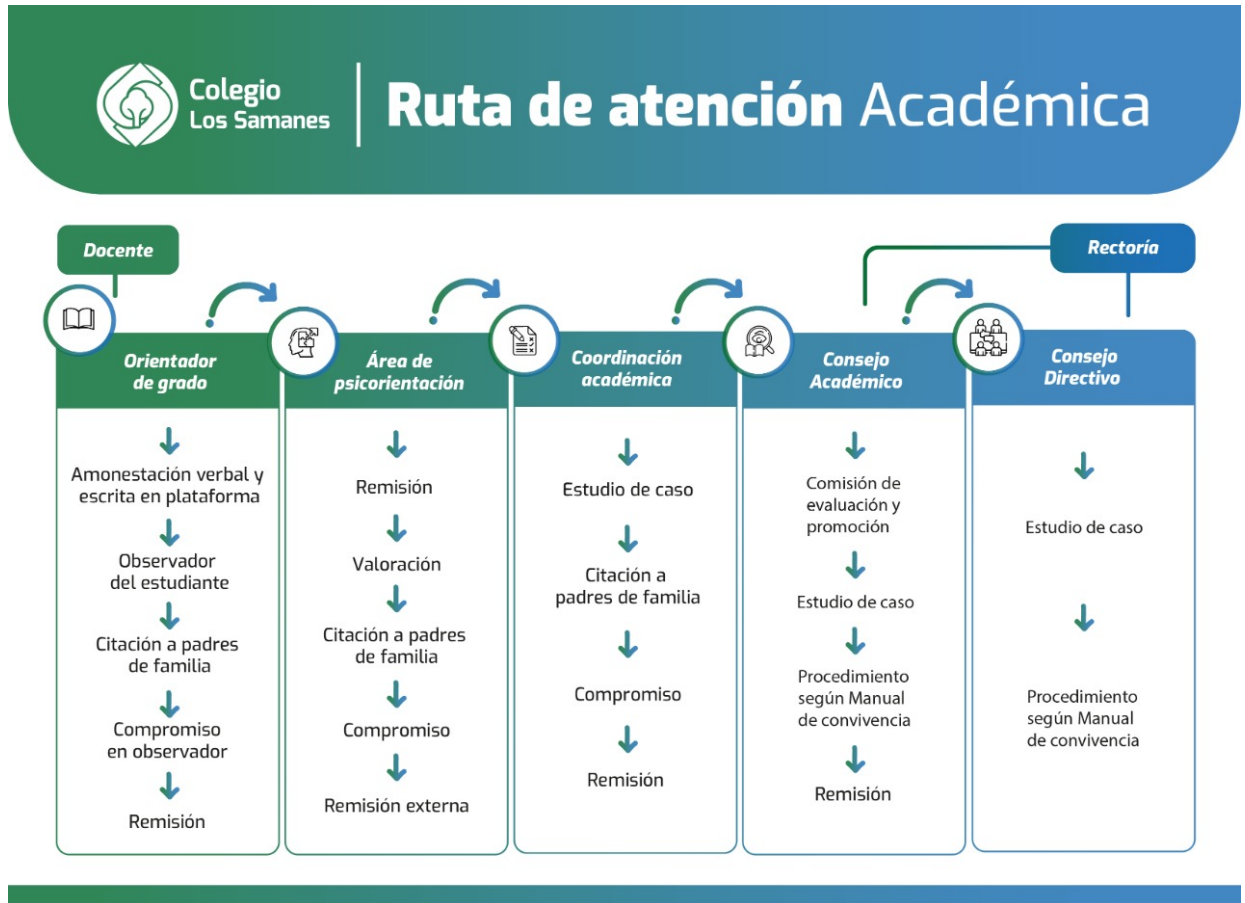 Colegio
Los Samanes
Ruta de atención Académica
Docente
Rectoría
Orientador
de grado
Amonestación verbal y
escrita en plataforma
Observador
del estudiante
Citación a padres
de familia
Compromiso
en observador
Remisión
Área de
psicorientación
Remisión
Valoración
Citación a padres
de familia
Compromiso
Remisión externa
Coordinación
académica
Estudio de caso
Citación a
padres de familia
Compromiso
Remisión
Consejo
Académico
Comisión de
evaluación y
promoción
Estudio de caso
Procedimiento
según Manual
de convivencia
Remisión
Consejo
Directivo
Estudio de caso
Procedimiento
según Manual
de convivencia